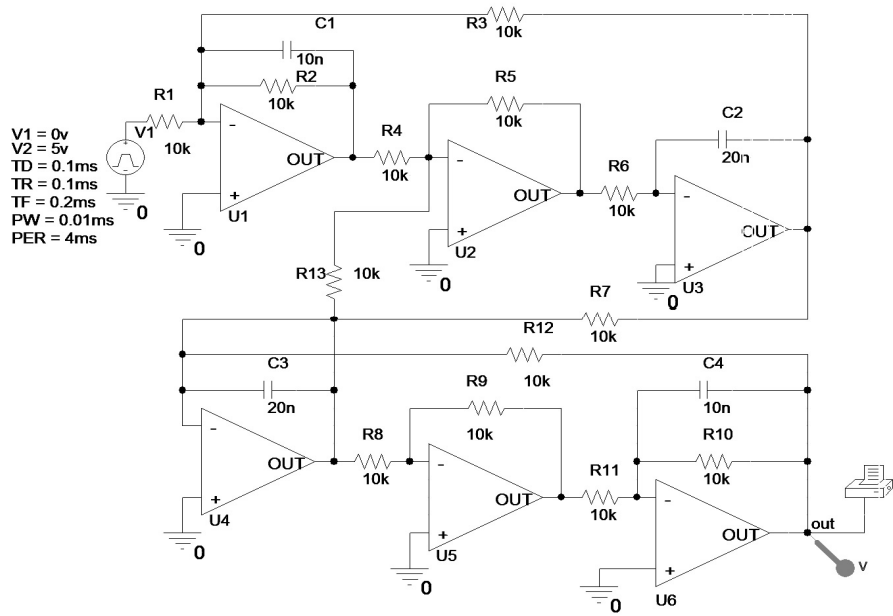 C1
10n
R2
10k
R3
10k
R1
10k
V1
V1 = 0v
V2 = 5v
TD = 0.1ms
TR = 0.1ms
TF = 0.2ms
PW = 0.01ms
PER = 4ms
0
-
+
OUT
U1
0
R4
10k
R5
10k
-
+
OUT
U2
0
R6
10k
C2
20n
-
+
OUT
U3
0
R13
10k
R7
10k
R12
10k
C3
20n
-
+
OUT
U4
0
R8
10k
R9
10k
-
+
OUT
U5
0
R11
10k
C4
10n
R10
10k
-
+
OUT
U6
0
out
V